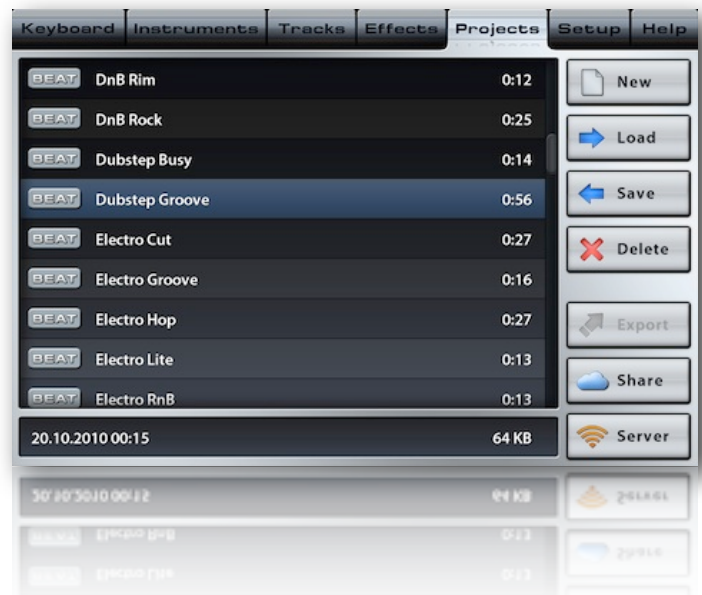 Keyboard Instruments Tracks Effects Projects Setup Help
BEAT DnB Rim 0:12
BEAT DnB Rock 0:25
BEAT Dubstep Busy 0:14
BEAT Dubstep Groove 0:56
BEAT Electro Cut 0:27
BEAT Electro Groove 0:16
BEAT Electro Hop 0:27
BEAT Electro Lite 0:13
BEAT Electro RnB 0:13
20.10.2010 00:15 64 KB
New
Load
Save
Delete
Export
Share
Server